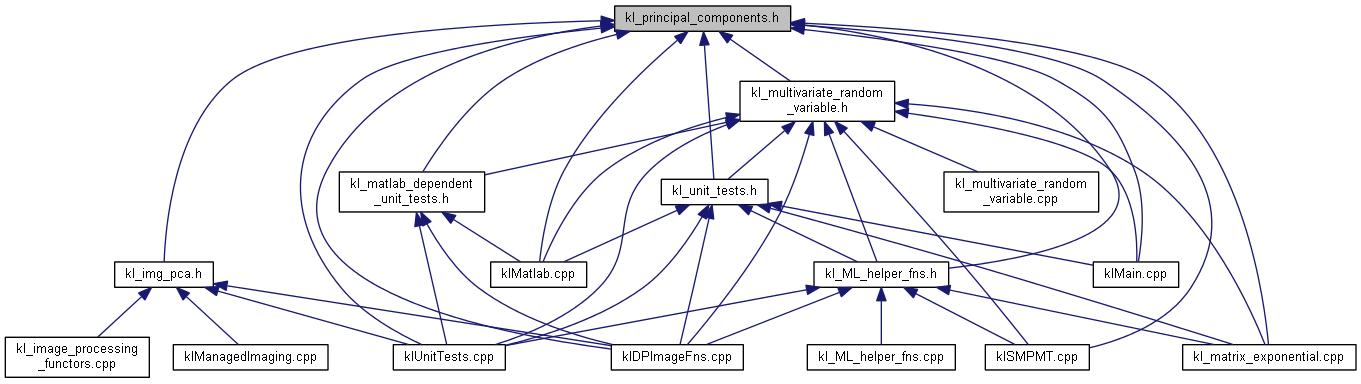 kl_principal_components.h
kl_multivariate_random
_variable.h
kl_matlab_dependent
_unit_tests.h
kl_unit_tests.h
kl_multivariate_random
_variable.cpp
kl_img_pca.h
klMatlab.cpp
kl_ML_helper_fns.h
klMain.cpp
kl_image_processing
_functors.cpp
klManagedImaging.cpp
klUnitTests.cpp
klDPImageFns.cpp
kl_ML_helper_fns.cpp
klSMPMT.cpp
kl_matrix_exponential.cpp